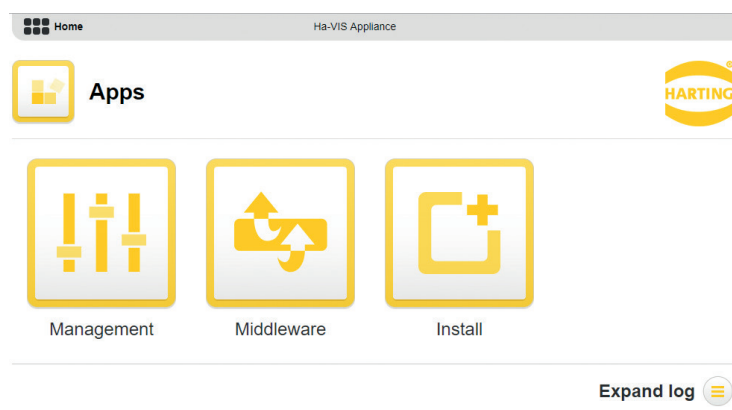 Home
Ha-VIS Appliance
Apps
®
HARTING
Management
Middleware
Install
Expand log